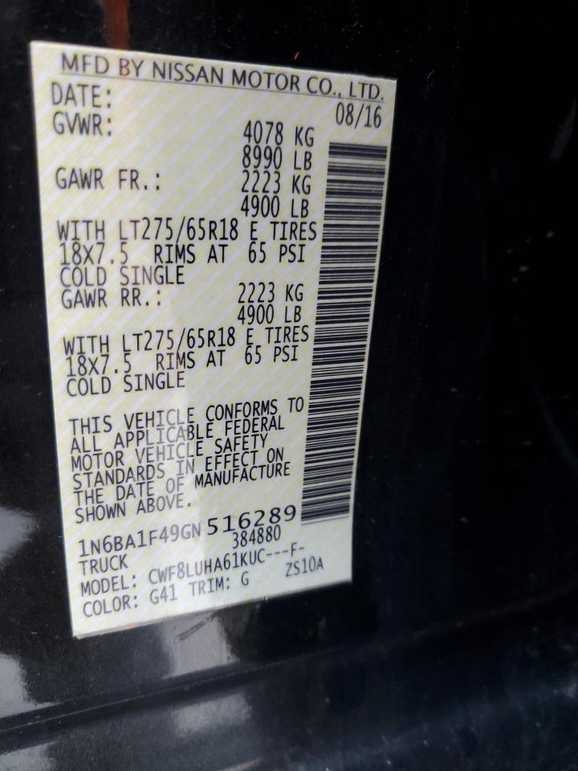 MFD BY NISSAN MOTOR CO., LTD.
DATE: 08/16
GVWR: 4078 KG
8990 LB
GAWR FR.: 2223 KG
4900 LB
WITH LT275/65R18 E TIRES
18X7.5 RIMS AT 65 PSI
COLD SINGLE
GAWR RR.: 2223 KG
4900 LB
WITH LT275/65R18 E TIRES
18X7.5 RIMS AT 65 PSI
COLD SINGLE
THIS VEHICLE CONFORMS TO
ALL APPLICABLE FEDERAL
MOTOR VEHICLE SAFETY
STANDARDS IN EFFECT ON
THE DATE OF MANUFACTURE
SHOWN ABOVE.
1N6BA1F49GN516289
TRUCK 384880
MODEL: CWF8LUHA61KUC---F-
COLOR: G41 TRIM: G ZS10A